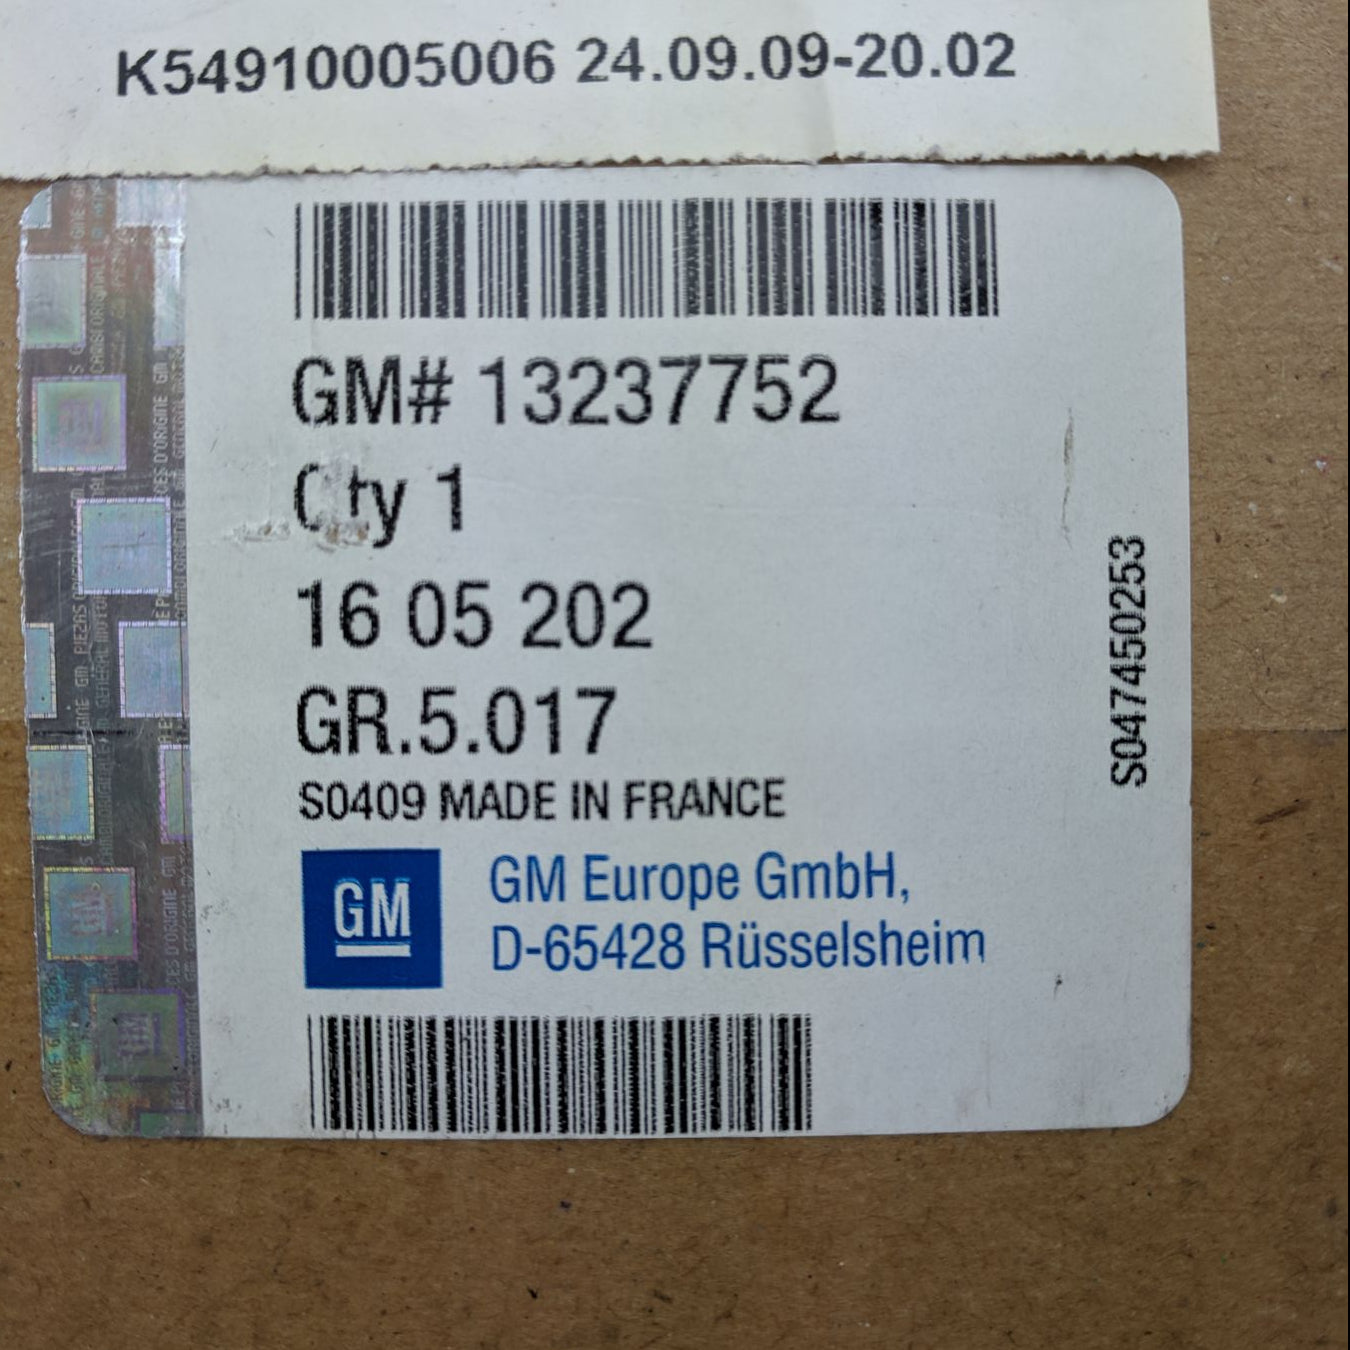 K54910005006 24.09.09-20.02
GM# 13237752
Qty 1
16 05 202
GR.5.017
S0409 MADE IN FRANCE
GM
GM Europe GmbH,
D-65428 Rüsselsheim
S047450253